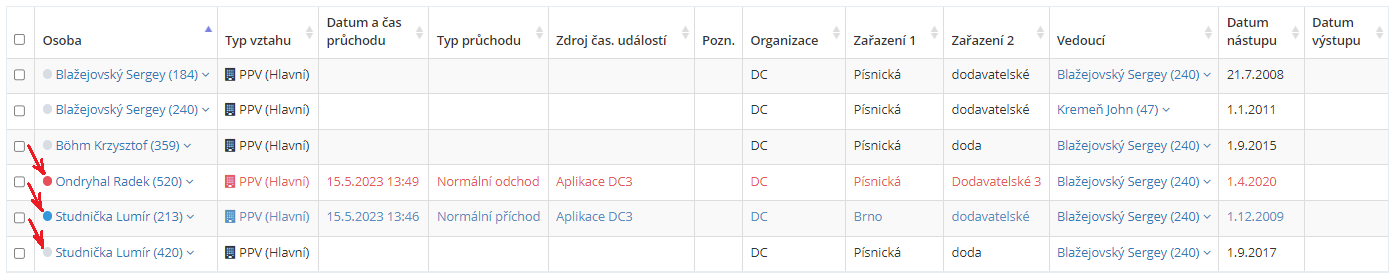 Osoba Typ vztahu Datum a čas průchodu Typ průchodu Zdroj čas. událostí Pozn. Organizace Zařazení 1 Zařazení 2 Vedoucí Datum nástupu Datum výstupu
Blažejovský Sergey (184) PPV (Hlavní) DC Písnická dodavatelské Blažejovský Sergey (240) 21.7.2008
Blažejovský Sergey (240) PPV (Hlavní) DC Písnická dodavatelské Kremeň John (47) 1.1.2011
Böhm Krzysztof (359) PPV (Hlavní) DC Písnická doda Blažejovský Sergey (240) 1.9.2015
Ondryhal Radek (520) PPV (Hlavní) 15.5.2023 13:49 Normální odchod Aplikace DC3 DC Písnická Dodavatelské 3 Blažejovský Sergey (240) 1.4.2020
Studnička Lumír (213) PPV (Hlavní) 15.5.2023 13:46 Normální příchod Aplikace DC3 DC Brno dodavatelské Blažejovský Sergey (240) 1.12.2009
Studnička Lumír (420) PPV (Hlavní) DC Písnická doda Blažejovský Sergey (240) 1.9.2017